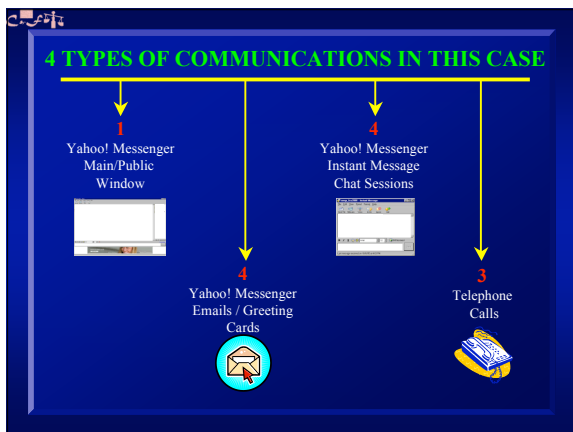 4 TYPES OF COMMUNICATIONS IN THIS CASE
1
Yahoo! Messenger
Main/Public
Window
4
Yahoo! Messenger
Emails / Greeting
Cards
4
Yahoo! Messenger
Instant Message
Chat Sessions
3
Telephone
Calls